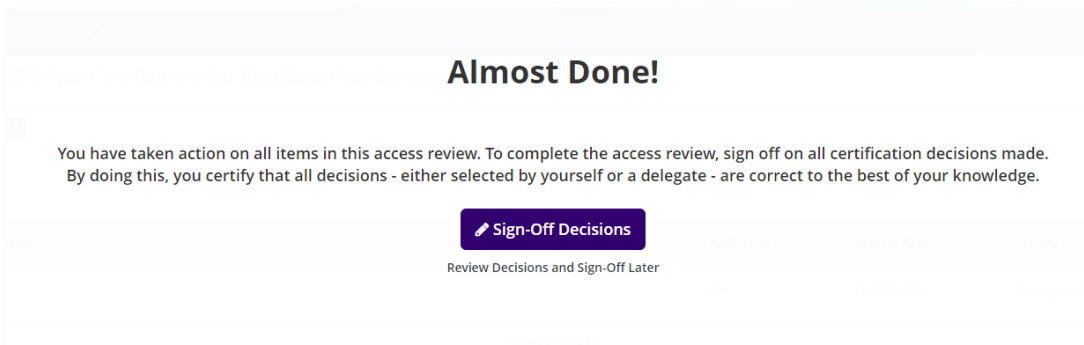 Almost Done!
You have taken action on all items in this access review. To complete the access review, sign off on all certification decisions made.
By doing this, you certify that all decisions - either selected by yourself or a delegate - are correct to the best of your knowledge.
Sign-Off Decisions
Review Decisions and Sign-Off Later